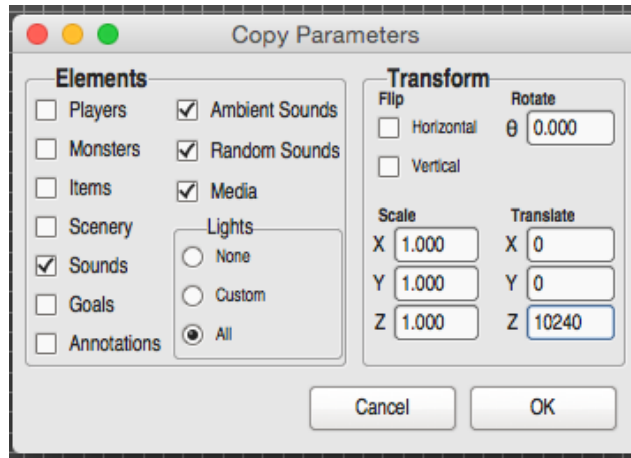 Copy Parameters
Elements
Players
Monsters
Items
Scenery
Sounds
Goals
Annotations
Ambient Sounds
Random Sounds
Media
Lights
None
Custom
All
Transform
Flip
Horizontal
Vertical
Rotate
θ 0.000
Scale
X 1.000
Y 1.000
Z 1.000
Translate
X 0
Y 0
Z 10240
Cancel
OK